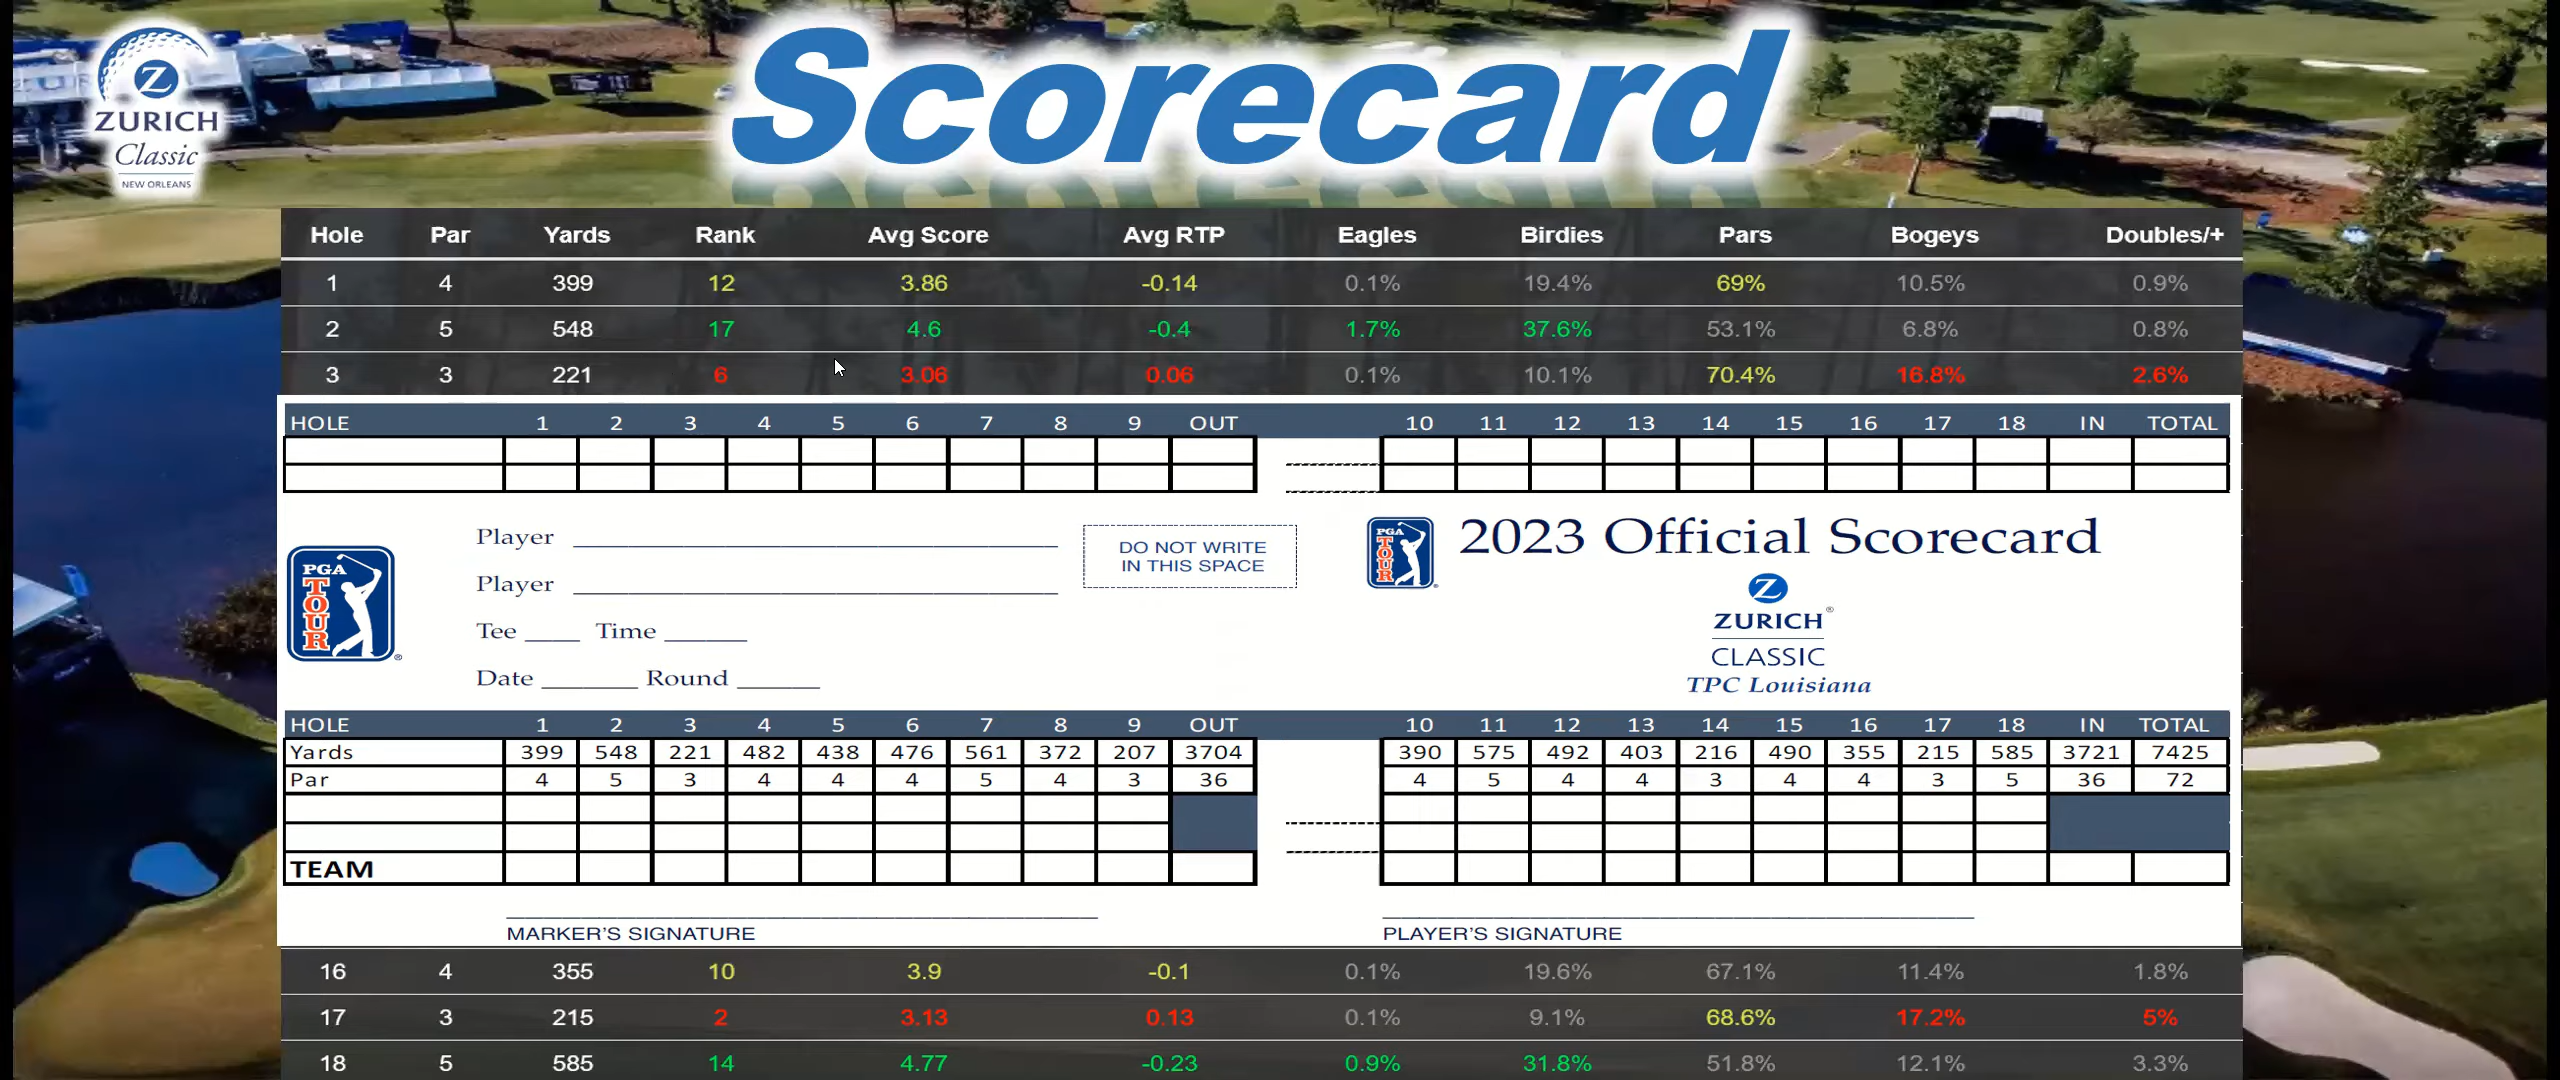 Z
ZURICH
Classic
NEW ORLEANS
Scorecard
Hole Par Yards Rank Avg Score Avg RTP Eagles Birdies Pars Bogeys Doubles/+
1 4 399 12 3.86 -0.14 0.1% 19.4% 69% 10.5% 0.9%
2 5 548 17 4.6 -0.4 1.7% 37.6% 53.1% 6.8% 0.8%
3 3 221 6 3.06 0.06 0.1% 10.1% 70.4% 16.8% 2.6%
HOLE 1 2 3 4 5 6 7 8 9 OUT 10 11 12 13 14 15 16 17 18 IN TOTAL
Player
Player
Tee Time
Date Round
DO NOT WRITE
IN THIS SPACE
PGA
TOUR
®
PGA
TOUR
2023 Official Scorecard
Z
ZURICH®
CLASSIC
TPC Louisiana
HOLE 1 2 3 4 5 6 7 8 9 OUT 10 11 12 13 14 15 16 17 18 IN TOTAL
Yards 399 548 221 482 438 476 561 372 207 3704 390 575 492 403 216 490 355 215 585 3721 7425
Par 4 5 3 4 4 4 5 4 3 36 4 5 4 4 3 4 4 3 5 36 72
TEAM
MARKER'S SIGNATURE PLAYER'S SIGNATURE
16 4 355 10 3.9 -0.1 0.1% 19.6% 67.1% 11.4% 1.8%
17 3 215 2 3.13 0.13 0.1% 9.1% 68.6% 17.2% 5%
18 5 585 14 4.77 -0.23 0.9% 31.8% 51.8% 12.1% 3.3%